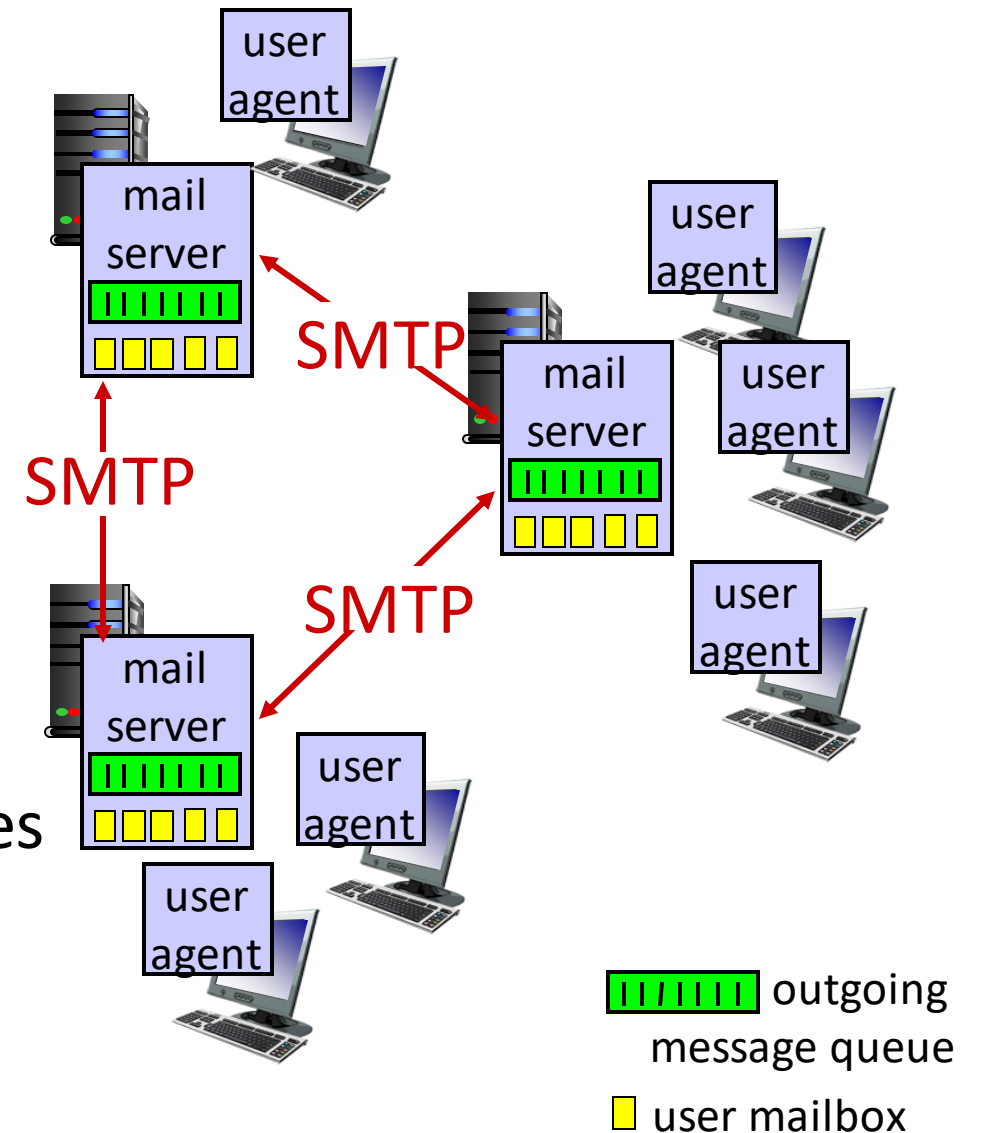 user
agent
mail
server
user
agent
SMTP
mail
server
user
agent
SMTP
SMTP
user
agent
mail
server
user
agent
es
user
agent
outgoing
message queue
user mailbox